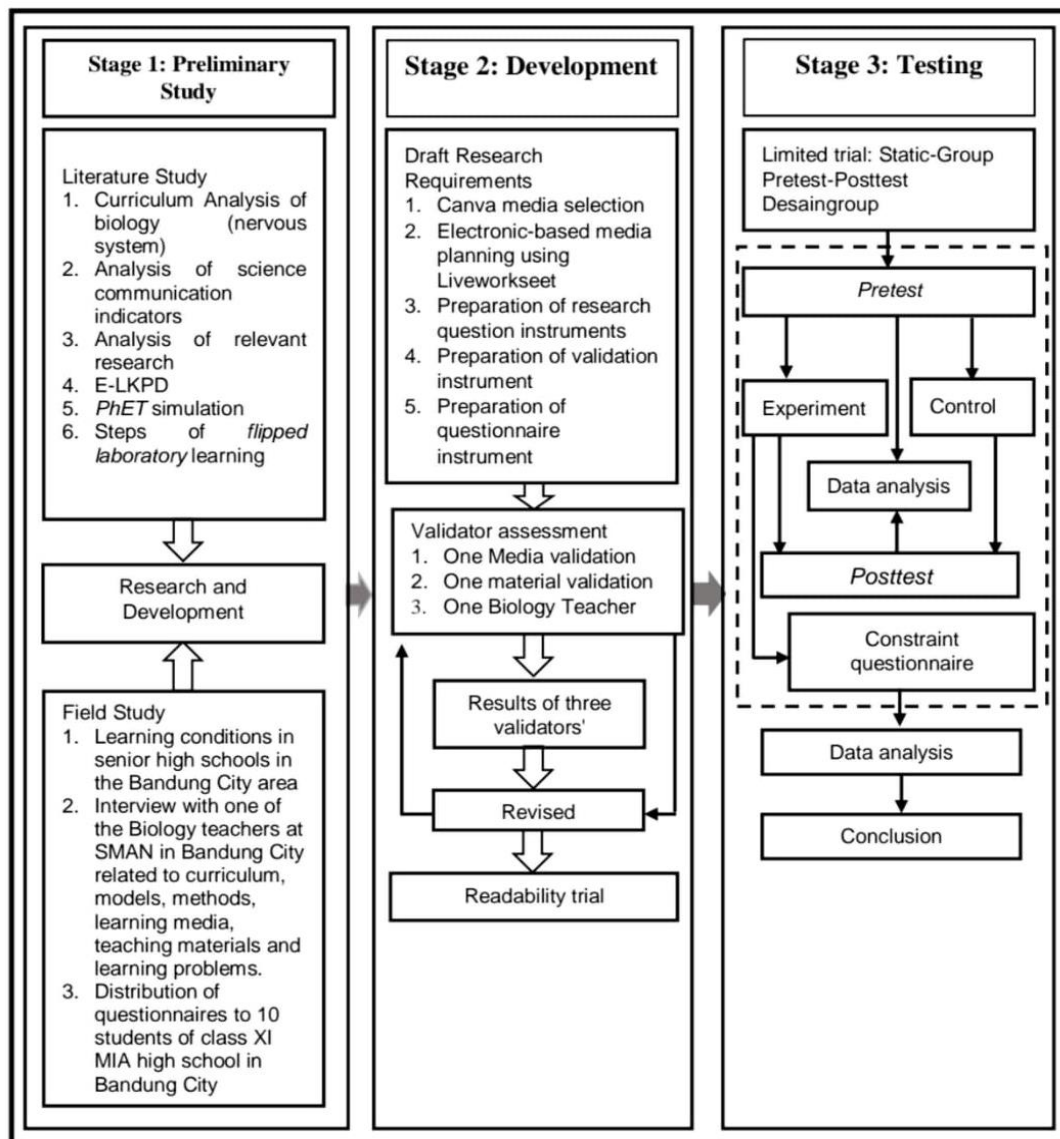 Stage 1: Preliminary
Study
Literature Study
1. Curriculum Analysis of
biology (nervous
system)
2. Analysis of science
communication
indicators
3. Analysis of relevant
research
4. E-LKPD
5. PhET simulation
6. Steps of flipped
laboratory learning
Research and
Development
Field Study
1. Learning conditions in
senior high schools in
the Bandung City area
2. Interview with one of
the Biology teachers at
SMAN in Bandung City
related to curriculum,
models, methods,
learning media,
teaching materials and
learning problems.
3. Distribution of
questionnaires to 10
students of class XI
MIA high school in
Bandung City
Stage 2: Development
Draft Research
Requirements
1. Canva media selection
2. Electronic-based media
planning using
Liveworkseet
3. Preparation of research
question instruments
4. Preparation of validation
instrument
5. Preparation of
questionnaire
instrument
Validator assessment
1. One Media validation
2. One material validation
3. One Biology Teacher
Results of three
validators'
Revised
Readability trial
Stage 3: Testing
Limited trial: Static-Group
Pretest-Posttest
Desaingroup
Pretest
Experiment
Control
Data analysis
Posttest
Constraint
questionnaire
Data analysis
Conclusion